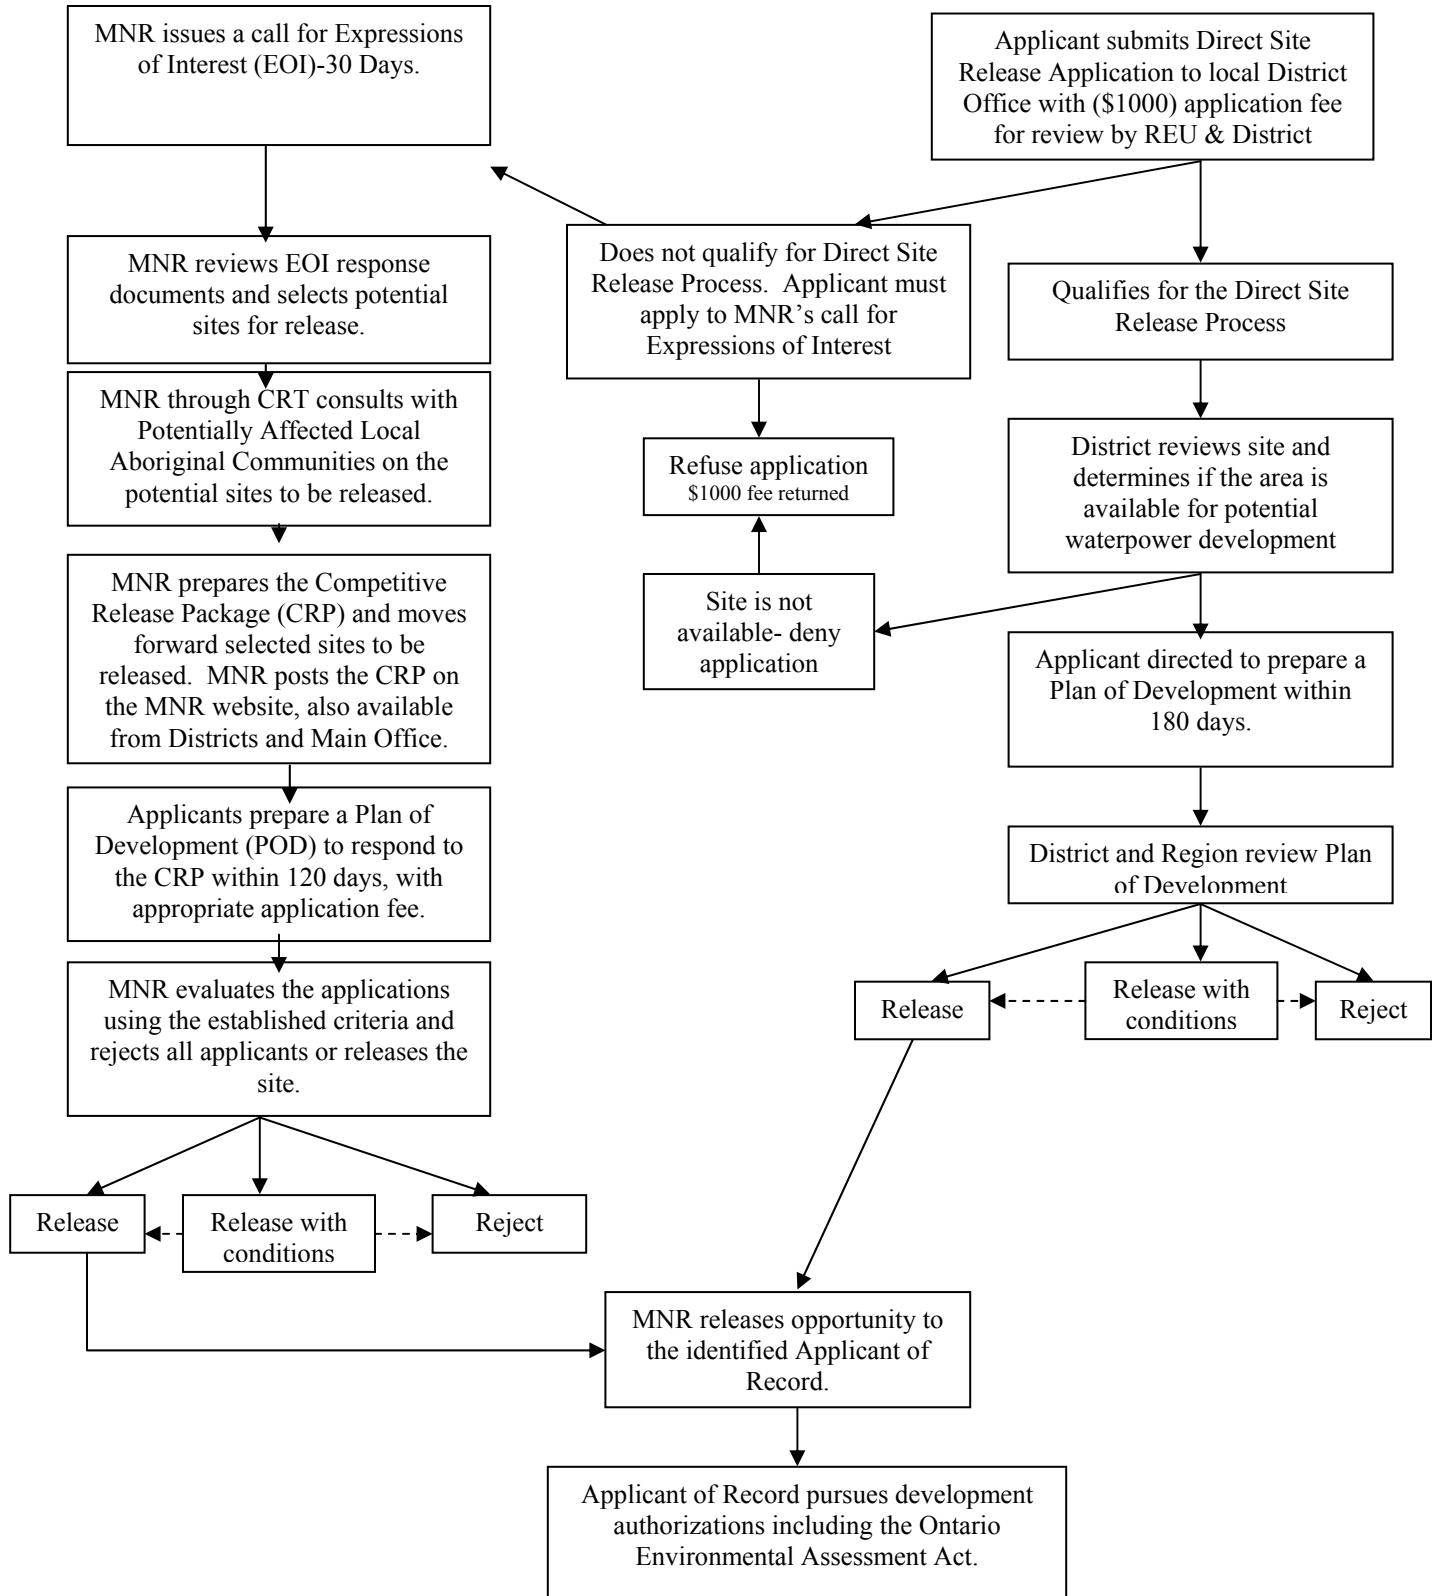 MNR issues a call for Expressions
of Interest (EOI)-30 Days.
Applicant submits Direct Site
Release Application to local District
Office with ($1000) application fee
for review by REU & District
MNR reviews EOI response
documents and selects potential
sites for release.
Does not qualify for Direct Site
Release Process.  Applicant must
apply to MNR’s call for
Expressions of Interest
Qualifies for the Direct Site
Release Process
MNR through CRT consults with
Potentially Affected Local
Aboriginal Communities on the
potential sites to be released.
Refuse application
$1000 fee returned
District reviews site and
determines if the area is
available for potential
waterpower development
MNR prepares the Competitive
Release Package (CRP) and moves
forward selected sites to be
released.  MNR posts the CRP on
the MNR website, also available
from Districts and Main Office.
Site is not
available- deny
application
Applicant directed to prepare a
Plan of Development within
180 days.
Applicants prepare a Plan of
Development (POD) to respond to
the CRP within 120 days, with
appropriate application fee.
District and Region review Plan
of Development
MNR evaluates the applications
using the established criteria and
rejects all applicants or releases the
site.
Release
Release with
conditions
Reject
Release
Release with
conditions
Reject
MNR releases opportunity to
the identified Applicant of
Record.
Applicant of Record pursues development
authorizations including the Ontario
Environmental Assessment Act.